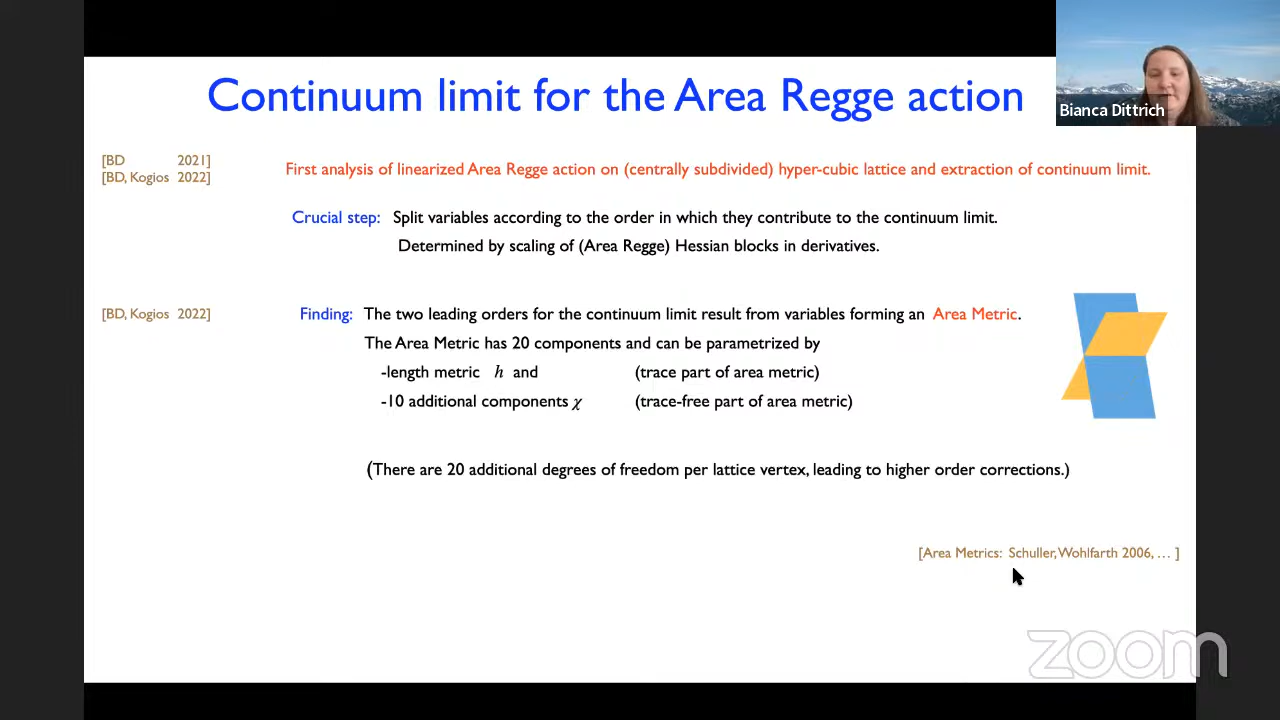 Continuum limit for the Area Regge action
Bianca Dittrich
[BD 2021]
[BD, Kogios 2022]
First analysis of linearized Area Regge action on (centrally subdivided) hyper-cubic lattice and extraction of continuum limit.
Crucial step: Split variables according to the order in which they contribute to the continuum limit.
Determined by scaling of (Area Regge) Hessian blocks in derivatives.
[BD, Kogios 2022]
Finding: The two leading orders for the continuum limit result from variables forming an Area Metric.
The Area Metric has 20 components and can be parametrized by
-length metric h and (trace part of area metric)
-10 additional components χ (trace-free part of area metric)
(There are 20 additional degrees of freedom per lattice vertex, leading to higher order corrections.)
[Area Metrics: Schuller, Wohlfarth 2006, … ]
zoom